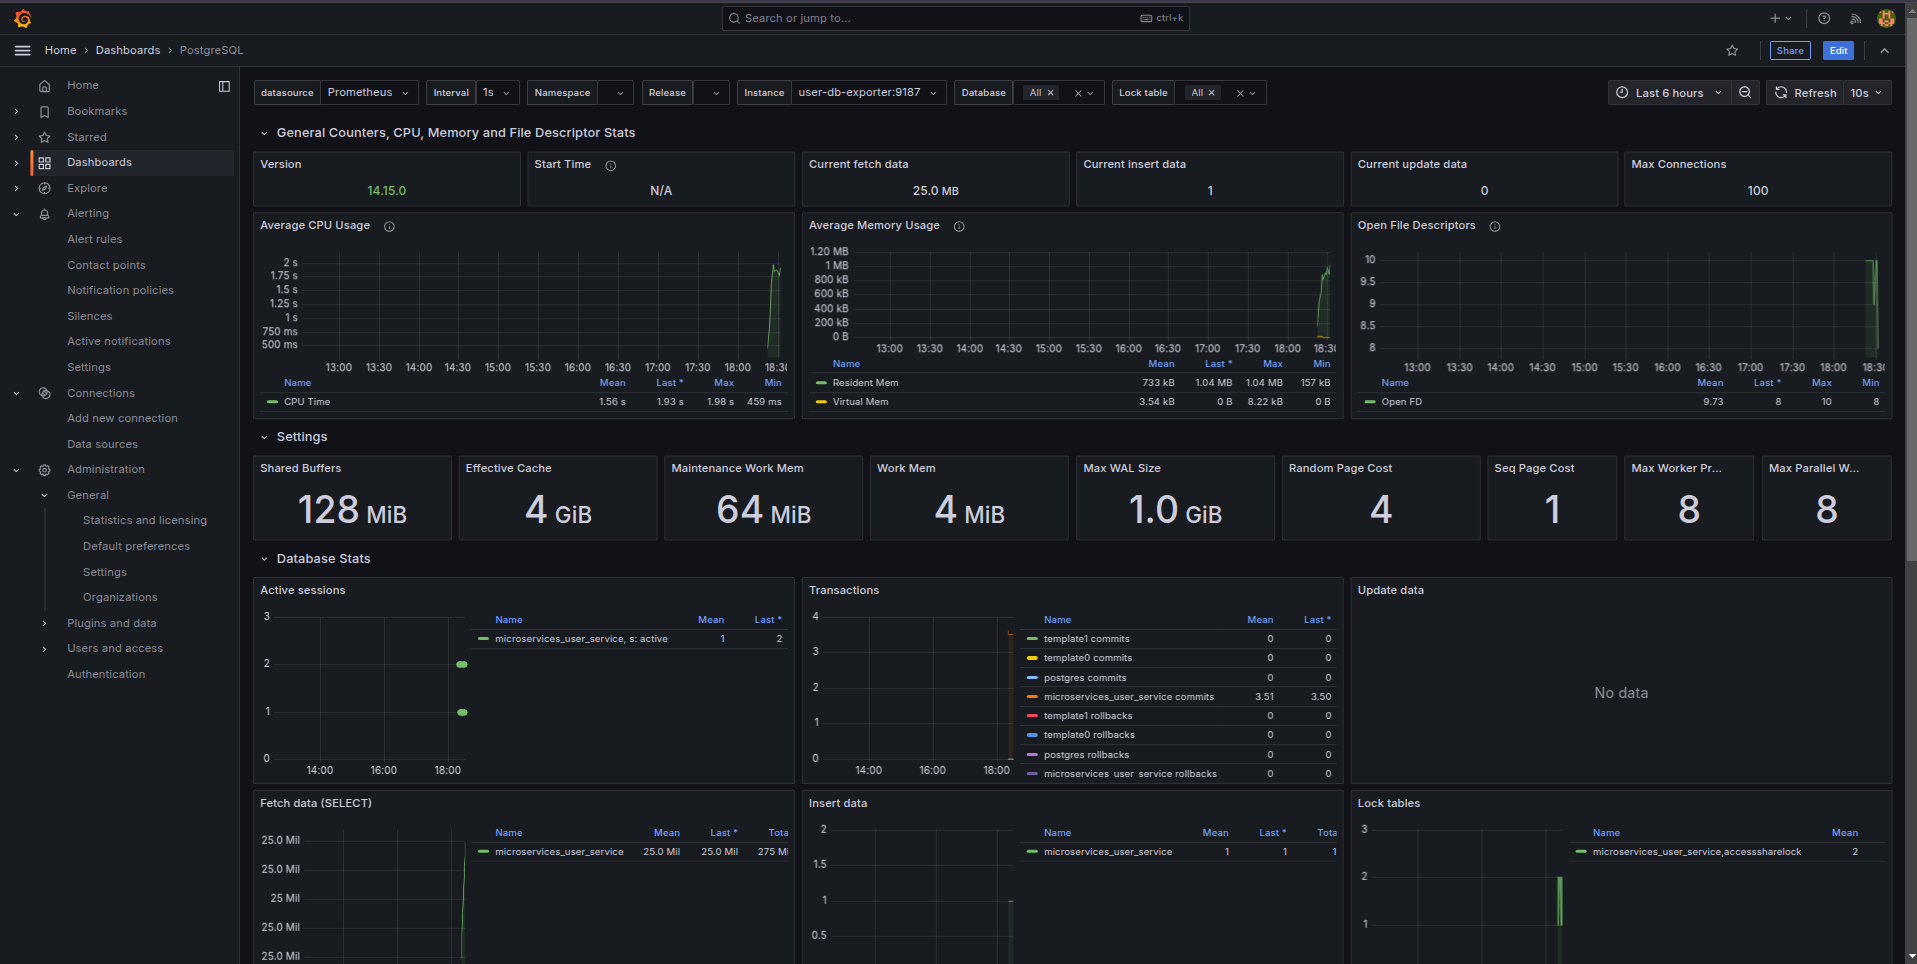 Search or jump to...
ctrl+k
Home › Dashboards › PostgreSQL
Share
Edit
Home
Bookmarks
Starred
Dashboards
Explore
Alerting
Alert rules
Contact points
Notification policies
Silences
Active notifications
Settings
Connections
Add new connection
Data sources
Administration
General
Statistics and licensing
Default preferences
Settings
Organizations
Plugins and data
Users and access
Authentication
datasource Prometheus Interval 1s Namespace Release Instance user-db-exporter:9187 Database All Lock table All Last 6 hours Refresh 10s
General Counters, CPU, Memory and File Descriptor Stats
Version
14.15.0
Start Time
N/A
Current fetch data
25.0 MB
Current insert data
1
Current update data
0
Max Connections
100
Average CPU Usage
2 s
1.75 s
1.5 s
1.25 s
1 s
750 ms
500 ms
13:00 13:30 14:00 14:30 15:00 15:30 16:00 16:30 17:00 17:30 18:00 18:30
Name Mean Last * Max Min
CPU Time 1.56 s 1.93 s 1.98 s 459 ms
Average Memory Usage
1.20 MB
1 MB
800 kB
600 kB
400 kB
200 kB
0 B
13:00 13:30 14:00 14:30 15:00 15:30 16:00 16:30 17:00 17:30 18:00 18:30
Name Mean Last * Max Min
Resident Mem 733 kB 1.04 MB 1.04 MB 157 kB
Virtual Mem 3.54 kB 0 B 8.22 kB 0 B
Open File Descriptors
10
9.5
9
8.5
8
13:00 13:30 14:00 14:30 15:00 15:30 16:00 16:30 17:00 17:30 18:00 18:30
Name Mean Last * Max Min
Open FD 9.73 8 10 8
Settings
Shared Buffers
128 MiB
Effective Cache
4 GiB
Maintenance Work Mem
64 MiB
Work Mem
4 MiB
Max WAL Size
1.0 GiB
Random Page Cost
4
Seq Page Cost
1
Max Worker Pr...
8
Max Parallel W...
8
Database Stats
Active sessions
3
2
1
0
14:00 16:00 18:00
Name Mean Last *
microservices_user_service, s: active 1 2
Transactions
4
3
2
1
0
14:00 16:00 18:00
Name Mean Last *
template1 commits 0 0
template0 commits 0 0
postgres commits 0 0
microservices_user_service commits 3.51 3.50
template1 rollbacks 0 0
template0 rollbacks 0 0
postgres rollbacks 0 0
microservices_user_service rollbacks 0 0
Update data
No data
Fetch data (SELECT)
25.0 Mil
25.0 Mil
25 Mil
25.0 Mil
25.0 Mil
Name Mean Last * Tota
microservices_user_service 25.0 Mil 25.0 Mil 275 Mi
Insert data
2
1.5
1
0.5
Name Mean Last * Tota
microservices_user_service 1 1 1
Lock tables
3
2
1
Name Mean
microservices_user_service,accesssharelock 2